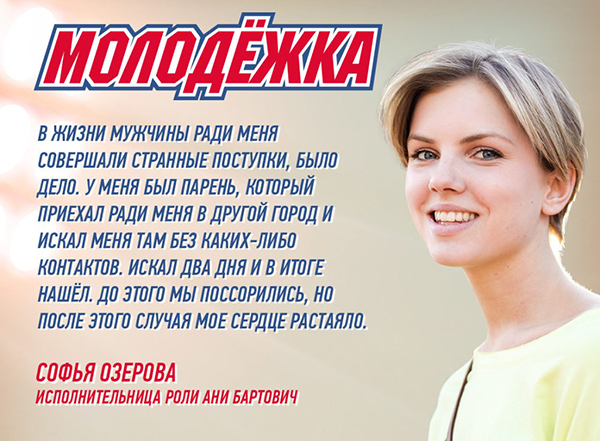 МОЛОДЁЖКА
В ЖИЗНИ МУЖЧИНЫ РАДИ МЕНЯ
СОВЕРШАЛИ СТРАННЫЕ ПОСТУПКИ, БЫЛО
ДЕЛО. У МЕНЯ БЫЛ ПАРЕНЬ, КОТОРЫЙ
ПРИЕХАЛ РАДИ МЕНЯ В ДРУГОЙ ГОРОД И
ИСКАЛ МЕНЯ ТАМ БЕЗ КАКИХ-ЛИБО
КОНТАКТОВ. ИСКАЛ ДВА ДНЯ И В ИТОГЕ
НАШЁЛ. ДО ЭТОГО МЫ ПОССОРИЛИСЬ, НО
ПОСЛЕ ЭТОГО СЛУЧАЯ МОЕ СЕРДЦЕ РАСТАЯЛО.
СОФЬЯ ОЗЕРОВА
ИСПОЛНИТЕЛЬНИЦА РОЛИ АНИ БАРТОВИЧ